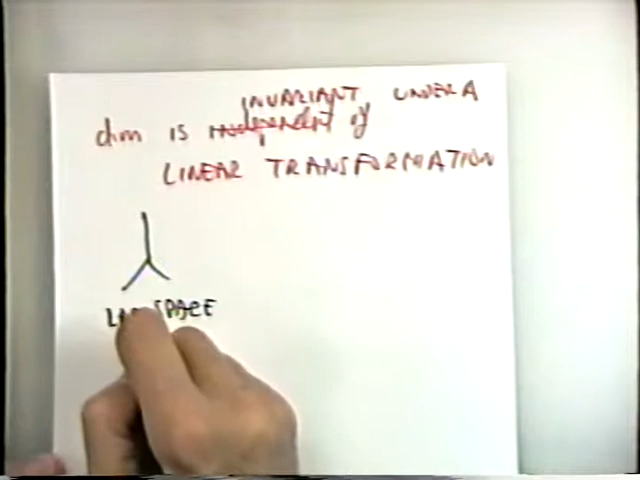 INVARIANT UNDER A
dim is independent of
LINEAR TRANSFORMATION
SPACE